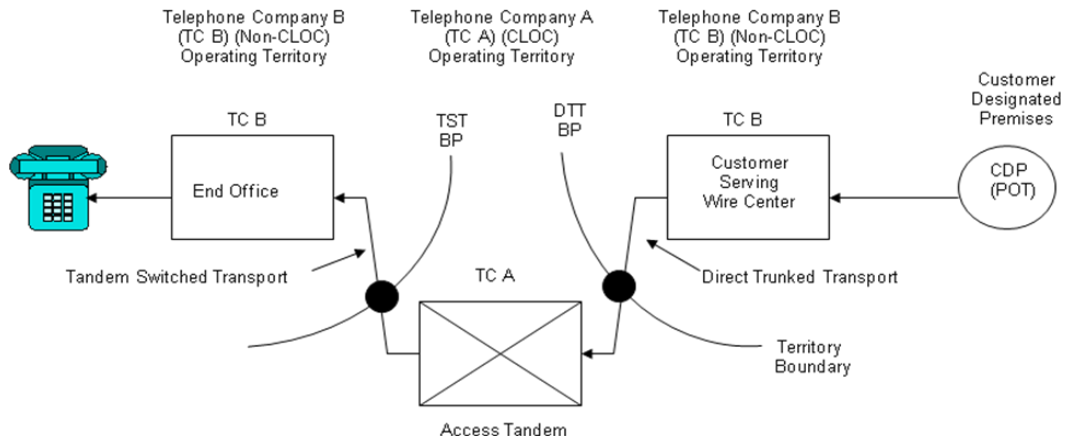 Telephone Company B
(TC B) (Non-CLOC)
Operating Territory
Telephone Company A
(TC A) (CLOC)
Operating Territory
Telephone Company B
(TC B) (Non-CLOC)
Operating Territory
Customer
Designated
Premises
TC B
TST
BP
DTT
BP
TC B
End Office
Customer
Serving
Wire Center
CDP
(POT)
Tandem Switched Transport
TC A
Direct Trunked Transport
Territory
Boundary
Access Tandem